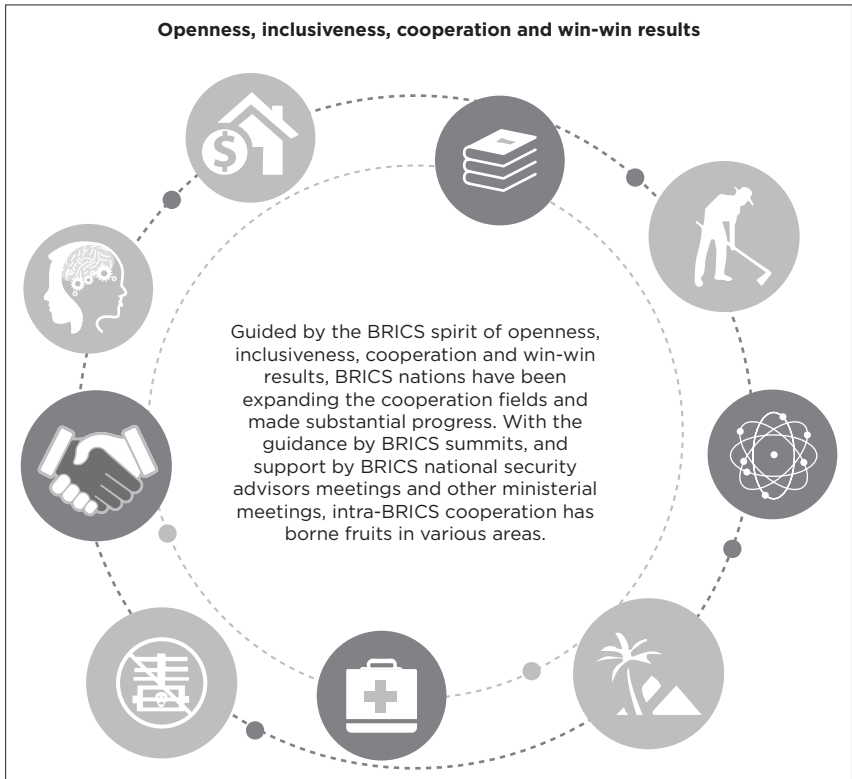 Openness, inclusiveness, cooperation and win-win results
$
Guided by the BRICS spirit of openness,
inclusiveness, cooperation and win-win
results, BRICS nations have been
expanding the cooperation fields and
made substantial progress. With the
guidance by BRICS summits, and
support by BRICS national security
advisors meetings and other ministerial
meetings, intra-BRICS cooperation has
borne fruits in various areas.